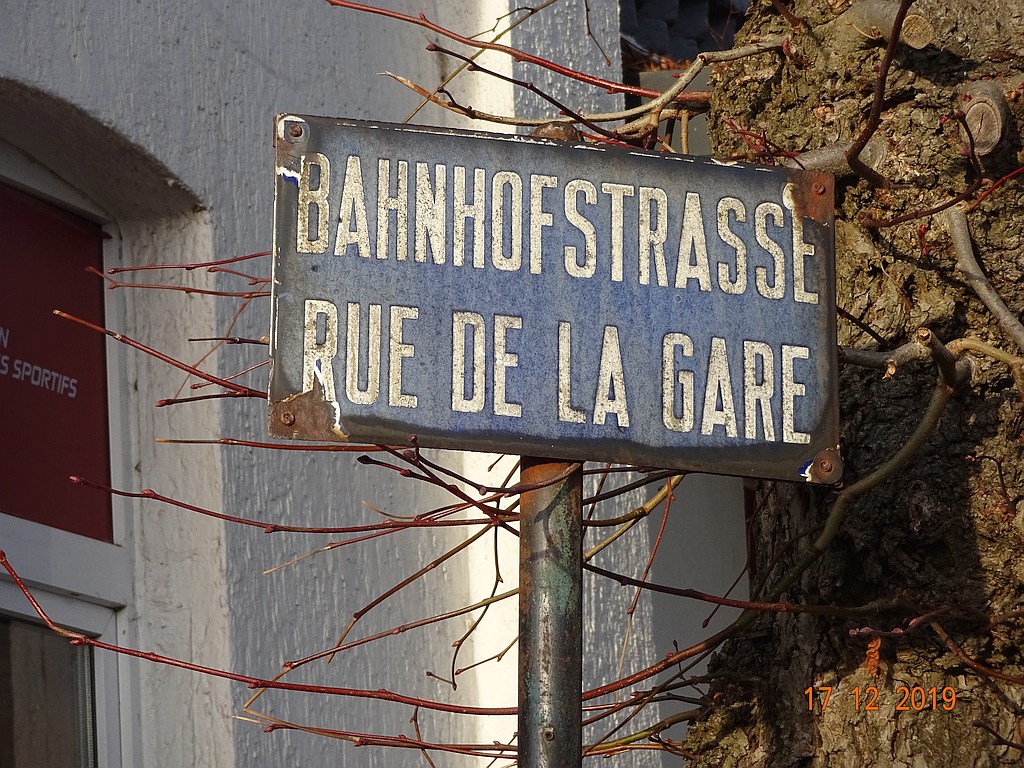 BAHNHOFSTRASSE
RUE DE LA GARE
N
S SPORTIFS
17 12 2019